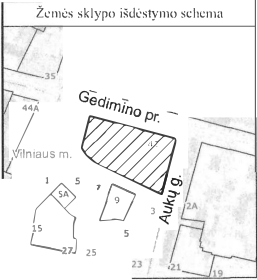 Žemės sklypo išdėstymo schema
35
44A
Gedimino pr.
47
Vilniaus m.
1 5 7
5A
9
3
Aukų g.
2A
15
5
27
25
23
21
19